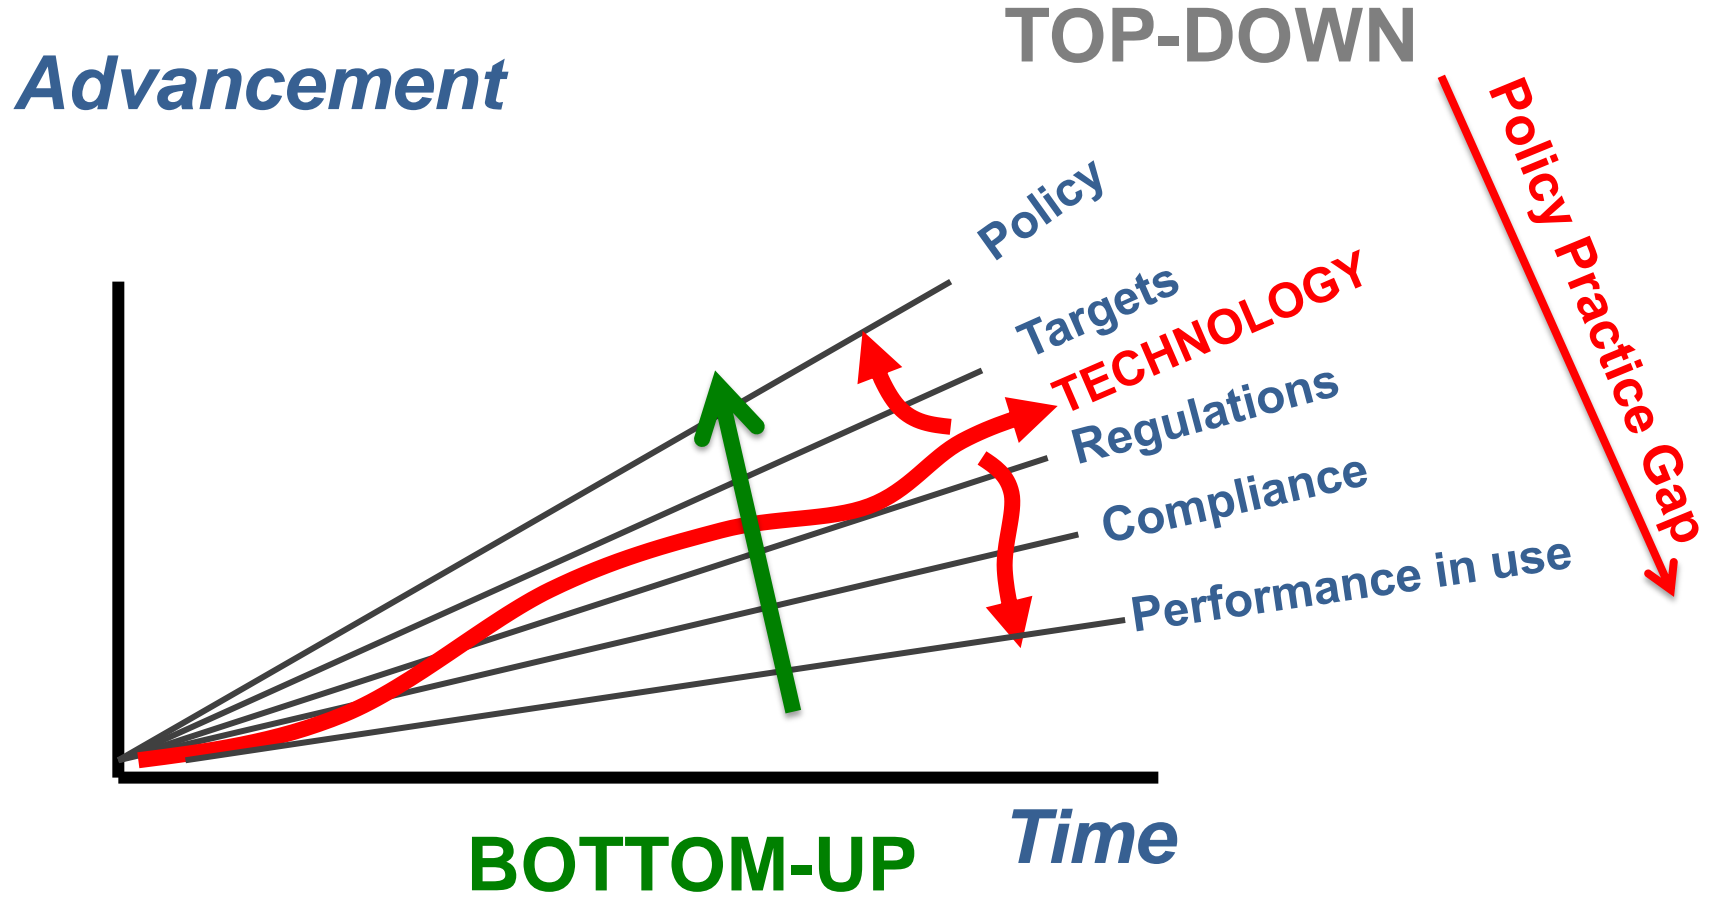 TOP-DOWN
Advancement
Policy Practice Gap
Policy
Targets
TECHNOLOGY
Regulations
Compliance
Performance in use
Time
BOTTOM-UP